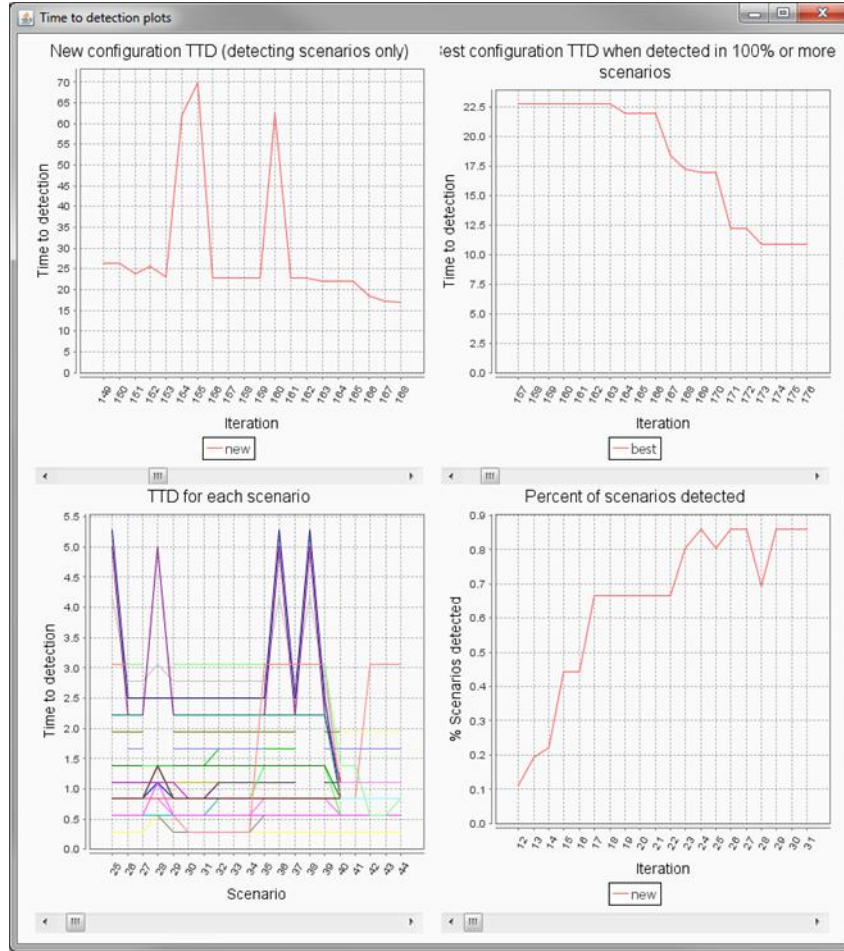 Time to detection plots
New configuration TTD (detecting scenarios only)
70
65
60
55
50
45
40
35
30
25
20
15
10
5
0
Time to detection
149 150 151 152 153 154 155 156 157 158 159 160 161 162 163 164 165 166 167 168
Iteration
new
est configuration TTD when detected in 100% or more
scenarios
22.5
20.0
17.5
15.0
12.5
10.0
7.5
5.0
2.5
0.0
Time to detection
157 158 159 160 161 162 163 164 165 166 167 168 169 170 171 172 173 174 175 176
Iteration
best
TTD for each scenario
5.5
5.0
4.5
4.0
3.5
3.0
2.5
2.0
1.5
1.0
0.5
0.0
Time to detection
25 26 27 28 29 30 31 32 33 34 35 36 37 38 39 40 41 42 43 44
Scenario
Percent of scenarios detected
0.9
0.8
0.7
0.6
0.5
0.4
0.3
0.2
0.1
0.0
% Scenarios detected
12 13 14 15 16 17 18 19 20 21 22 23 24 25 26 27 28 29 30 31
Iteration
new